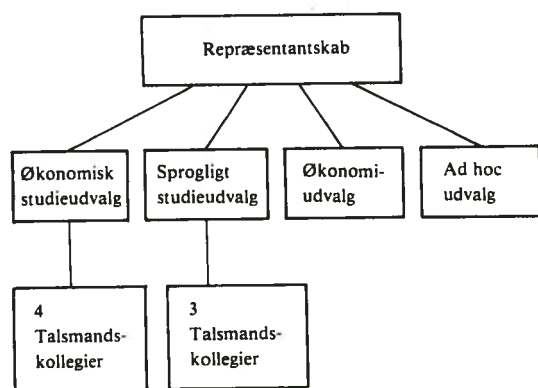 Repræsentantskab
Økonomisk
studieudvalg
Sprogligt
studieudvalg
Økonomi-
udvalg
Ad hoc
udvalg
4
Talsmands-
kollegier
3
Talsmands-
kollegier